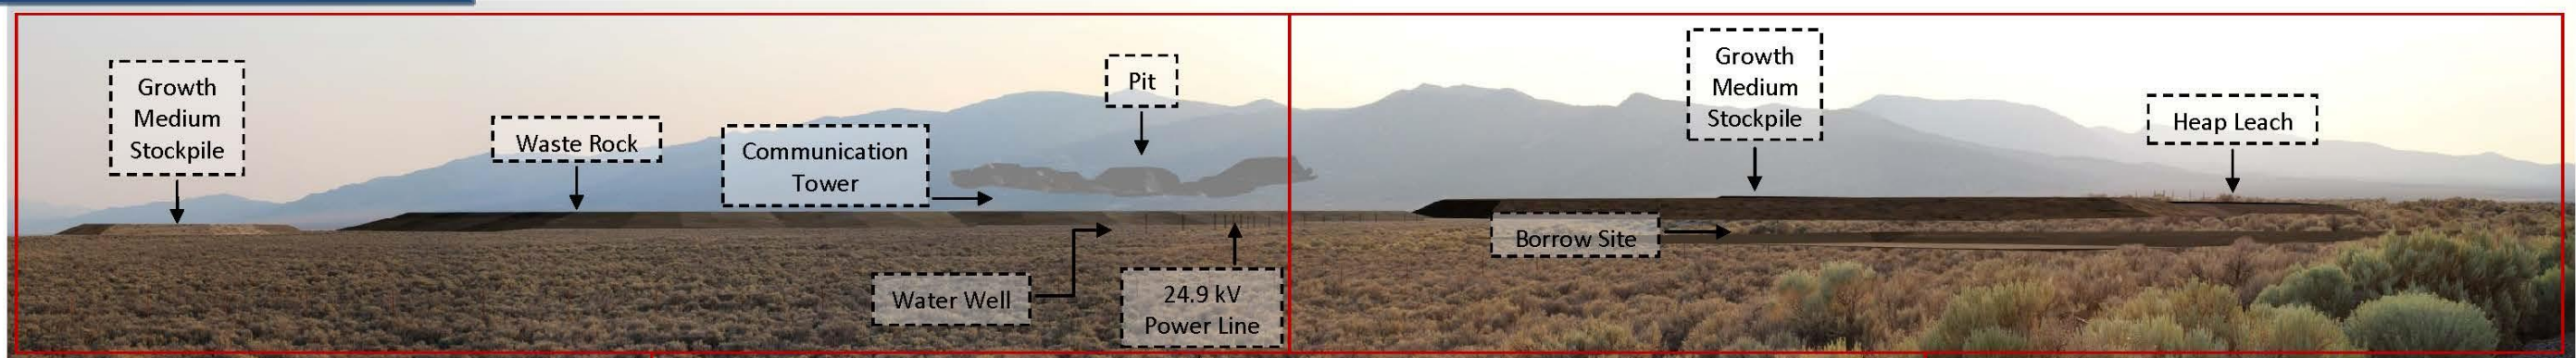 Growth
Medium
Stockpile
Waste Rock
Communication
Tower
Pit
Water Well
24.9 kV
Power Line
Growth
Medium
Stockpile
Borrow Site
Heap Leach